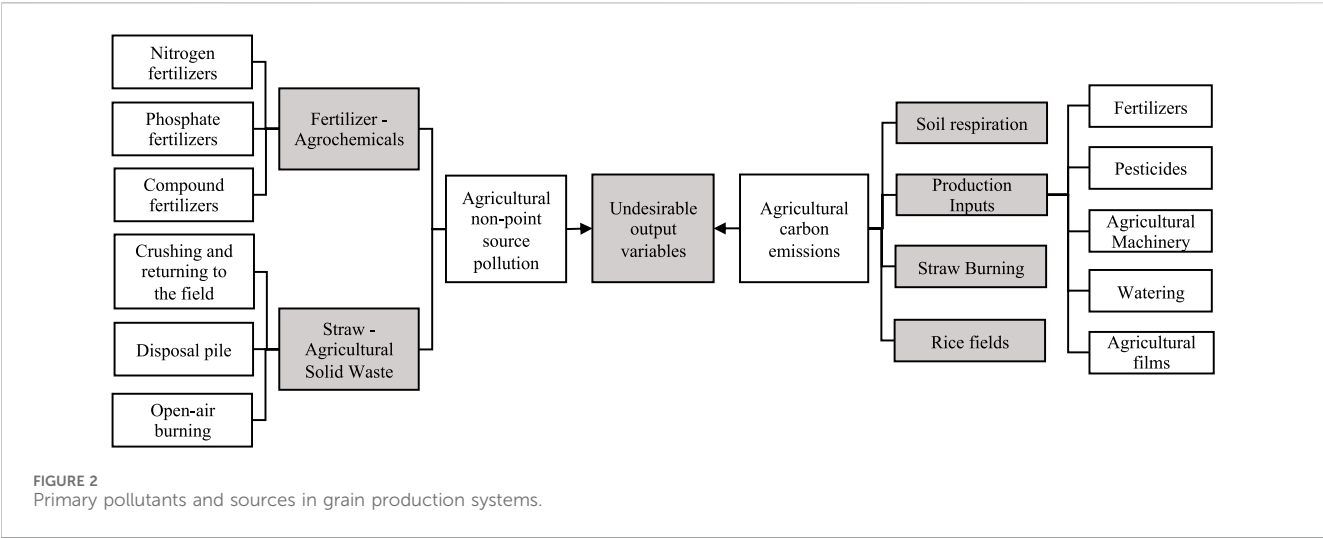 Nitrogen
fertilizers
Phosphate
fertilizers
Compound
fertilizers
Crushing and
returning to
the field
Disposal pile
Open-air
burning
Fertilizer -
Agrochemicals
Straw -
Agricultural
Solid Waste
Agricultural
non-point
source
pollution
Undesirable
output
variables
Agricultural
carbon
emissions
Soil respiration
Production
Inputs
Straw Burning
Rice fields
Fertilizers
Pesticides
Agricultural
Machinery
Watering
Agricultural
films
FIGURE 2
Primary pollutants and sources in grain production systems.